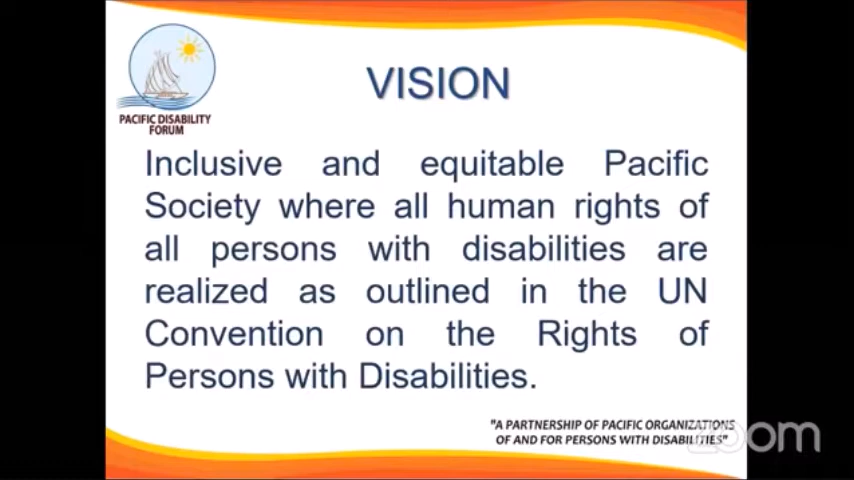 PACIFIC DISABILITY
FORUM
VISION
Inclusive and equitable Pacific
Society where all human rights of
all persons with disabilities are
realized as outlined in the UN
Convention on the Rights of
Persons with Disabilities.
"A PARTNERSHIP OF PACIFIC ORGANIZATIONS
OF AND FOR PERSONS WITH DISABILITIES"
zoom